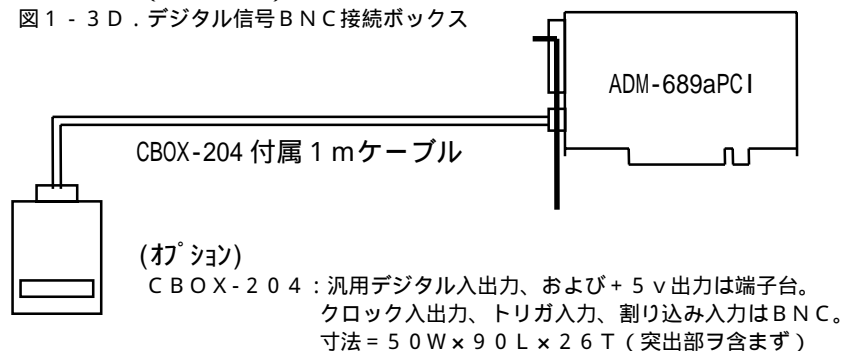 図１－３Ｄ．デジタル信号ＢＮＣ接続ボックス
ADM-689aPCI
CBOX-204 付属１ｍケーブル
(ｵﾌﾟｼｮﾝ)
ＣＢＯＸ-２０４：汎用デジタル入出力、および＋５ｖ出力は端子台。
クロック入出力、トリガ入力、割り込み入力はＢＮＣ。
寸法＝５０Ｗ×９０Ｌ×２６Ｔ（突出部ヲ含まず）